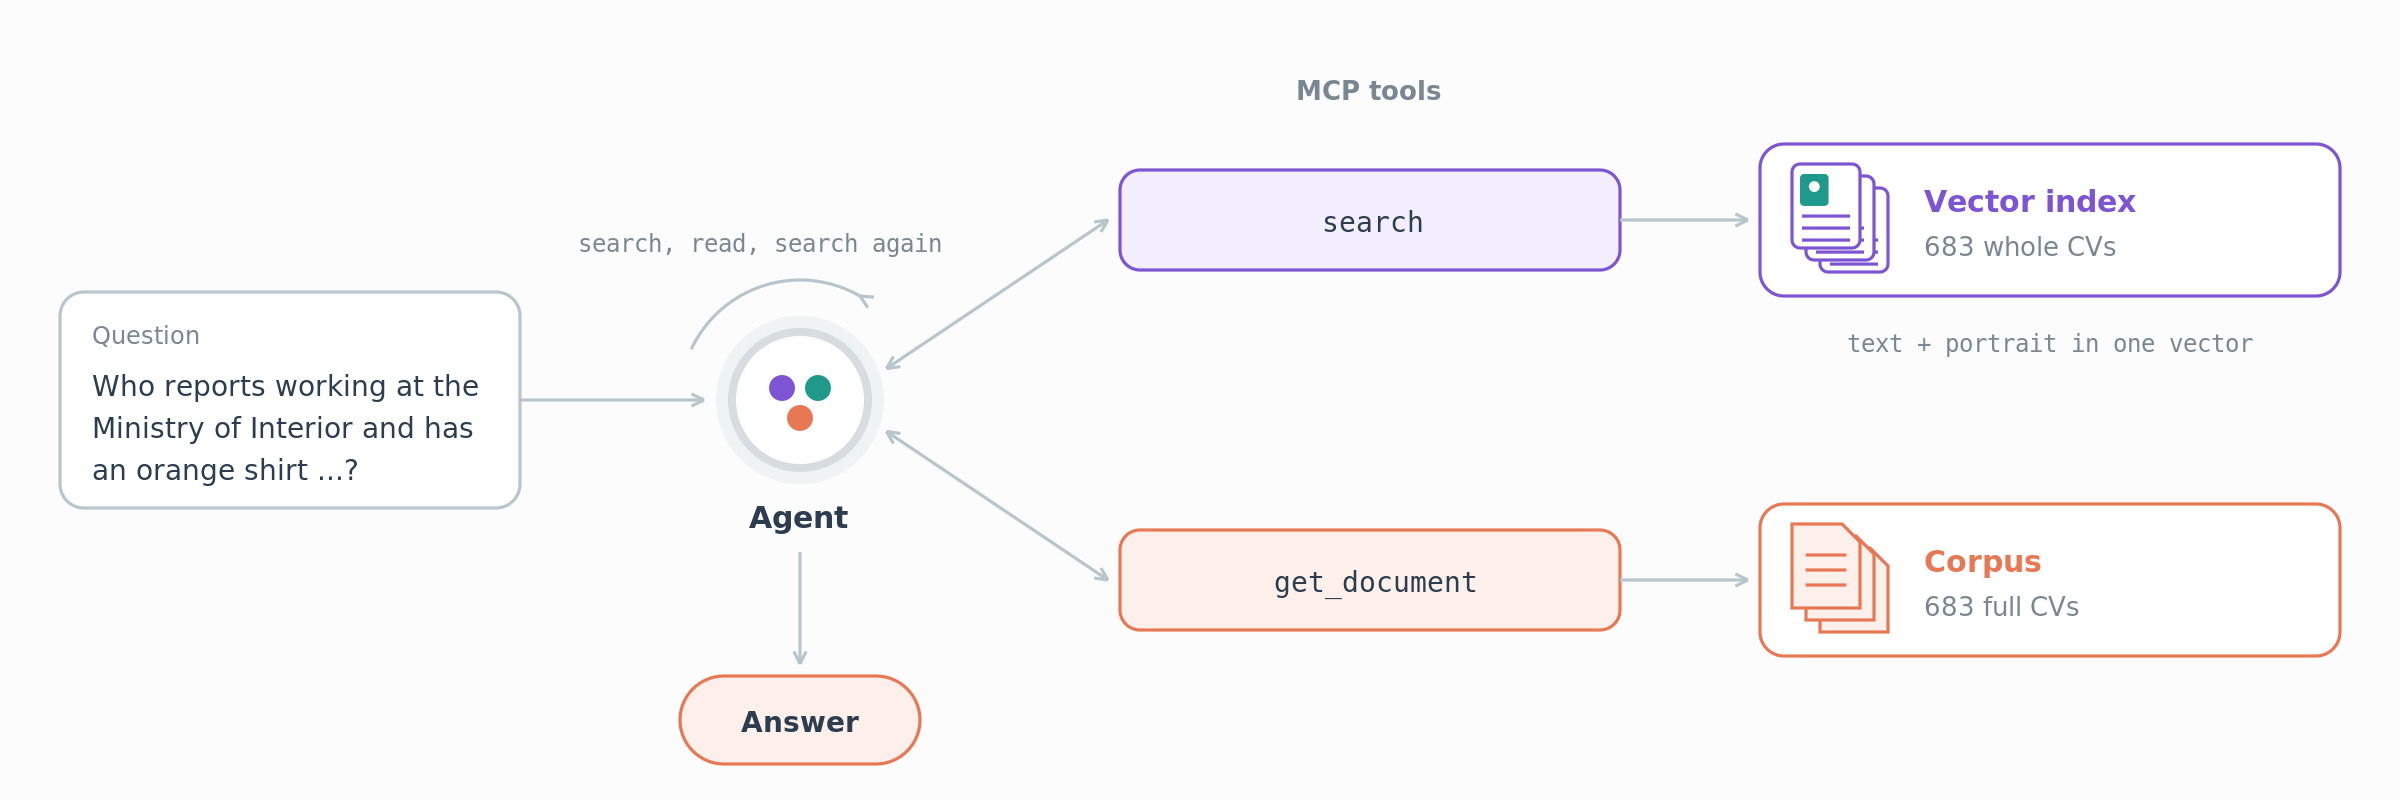 MCP tools
search
Vector index
683 whole CVs
text + portrait in one vector
search, read, search again
Question
Who reports working at the
Ministry of Interior and has
an orange shirt ...?
Agent
get_document
Corpus
683 full CVs
Answer